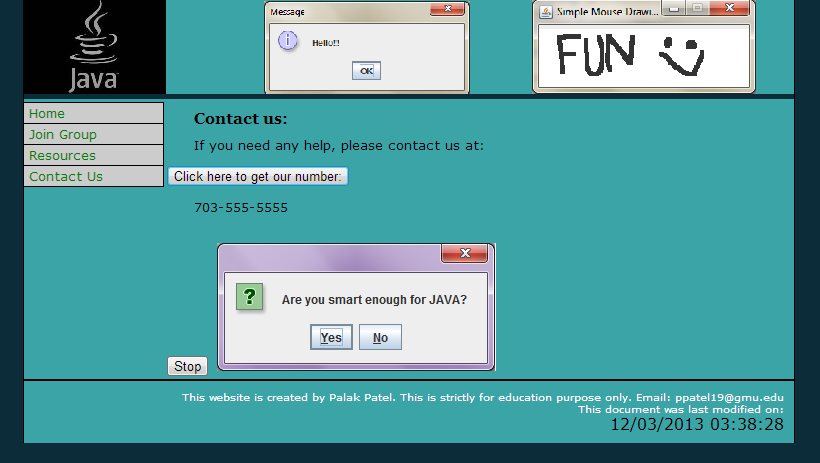 Java
Message
Hello!!!
OK
Simple Mouse Drawi...
FUN
Home
Join Group
Resources
Contact Us
Contact us:
If you need any help, please contact us at:
Click here to get our number:
703-555-5555
?
Are you smart enough for JAVA?
Yes No
Stop
This website is created by Palak Patel. This is strictly for education purpose only. Email: ppatel19@gmu.edu
This document was last modified on:
12/03/2013 03:38:28